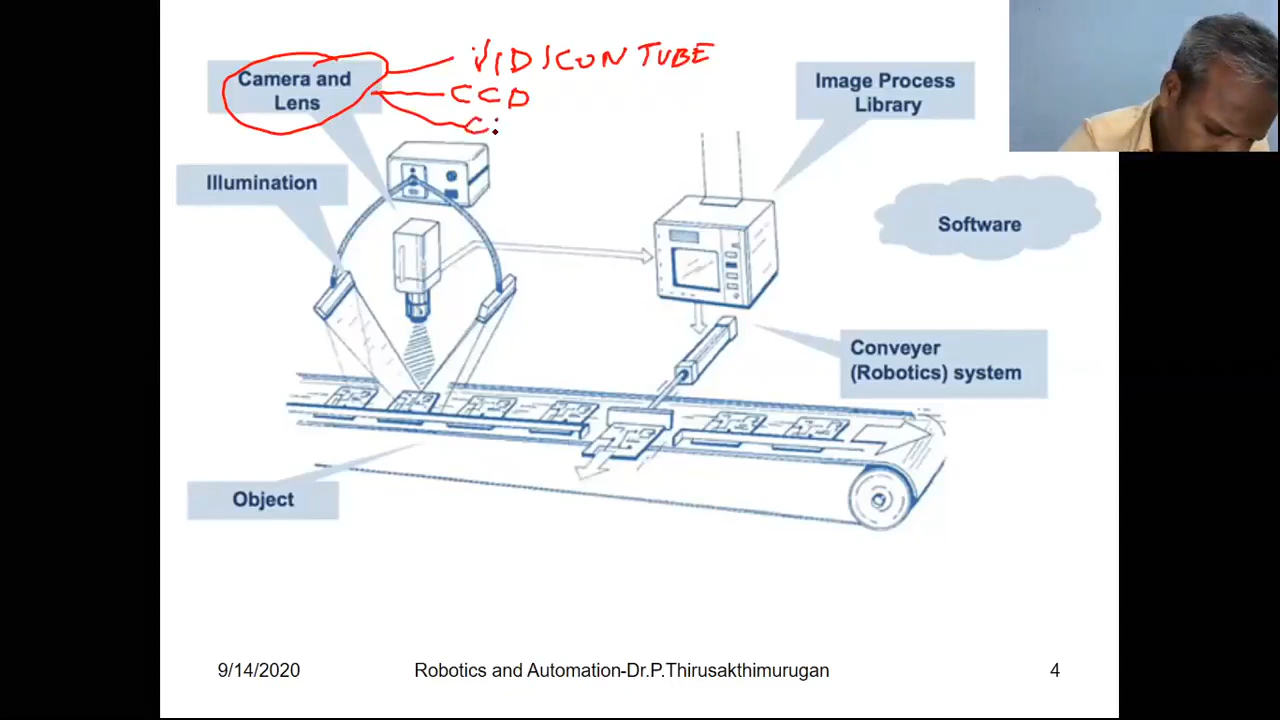 VIDICON TUBE
Camera and
Lens
CCD
C
Image Process
Library
Illumination
Software
Conveyer
(Robotics) system
Object
9/14/2020 Robotics and Automation-Dr.P.Thirusakthimurugan 4